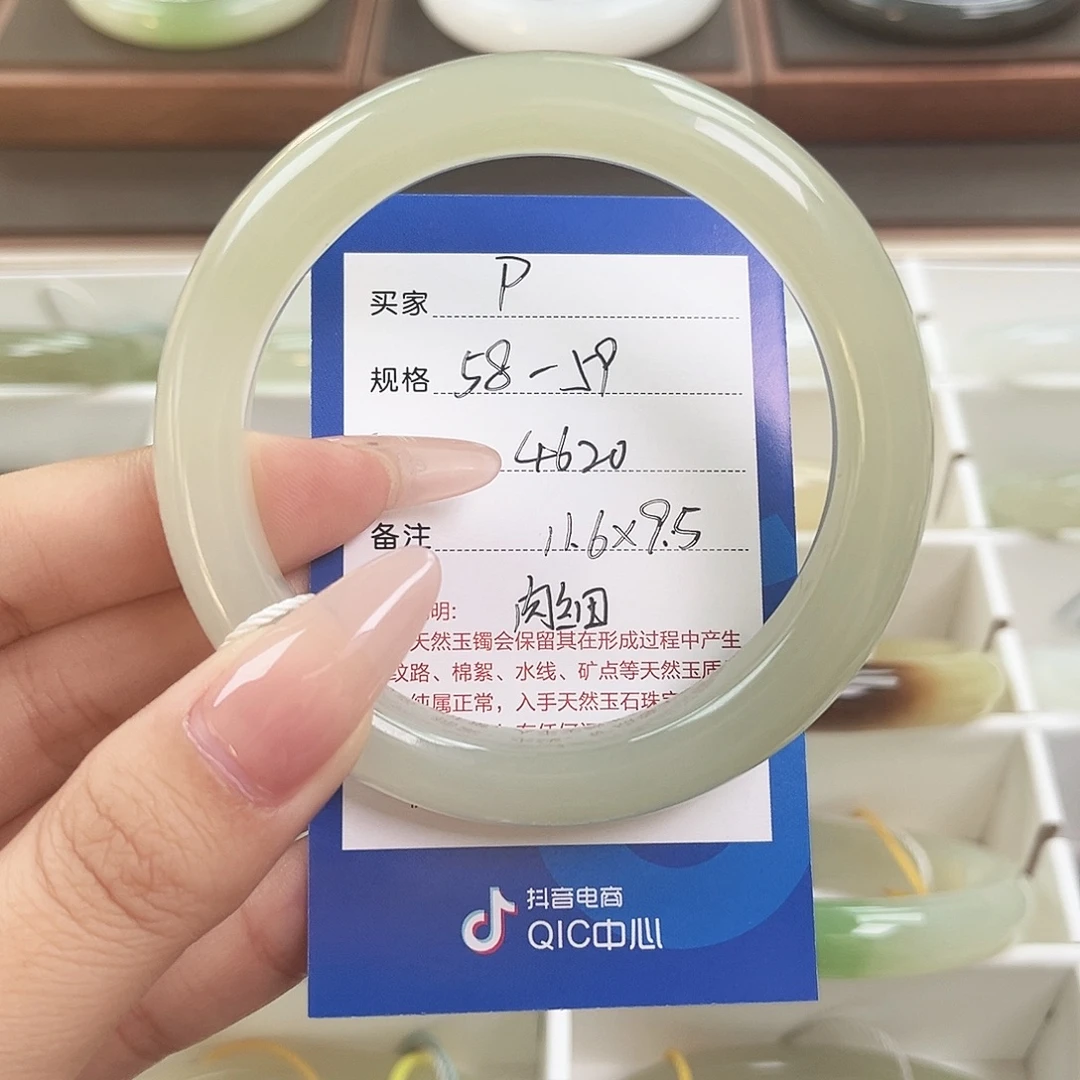 买家 P
规格 58-59
4620
备注 11.6×9.5
肉细
明:
天然玉镯会保留其在形成过程中产生
纹路、棉絮、水线、矿点等天然玉质
纯属正常，入手天然玉石珠宝
抖音电商
QIC中心